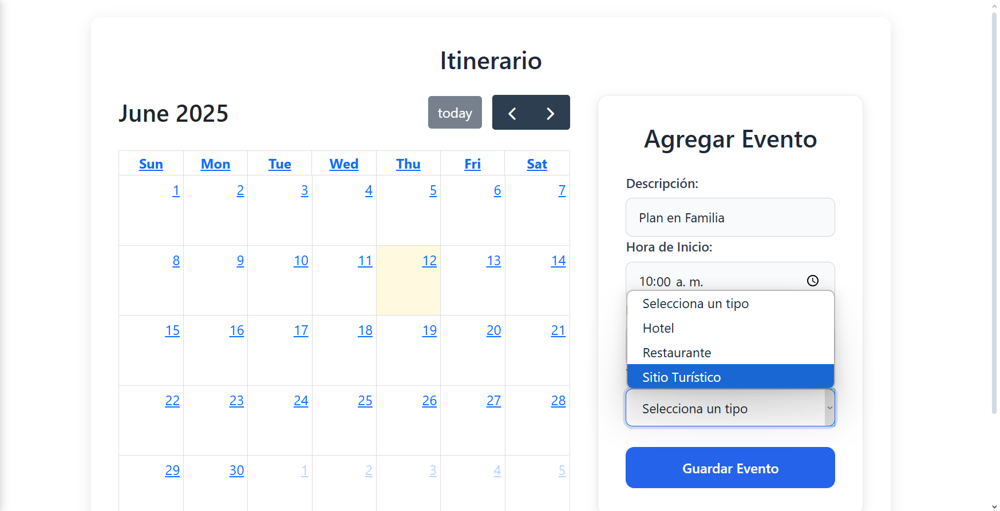 Itinerario
June 2025
today
Sun Mon Tue Wed Thu Fri Sat
1 2 3 4 5 6 7
8 9 10 11 12 13 14
15 16 17 18 19 20 21
22 23 24 25 26 27 28
29 30 1 2 3 4 5
Agregar Evento
Descripción:
Plan en Familia
Hora de Inicio:
10:00 a. m.
Selecciona un tipo
Hotel
Restaurante
Sitio Turístico
Selecciona un tipo
Guardar Evento